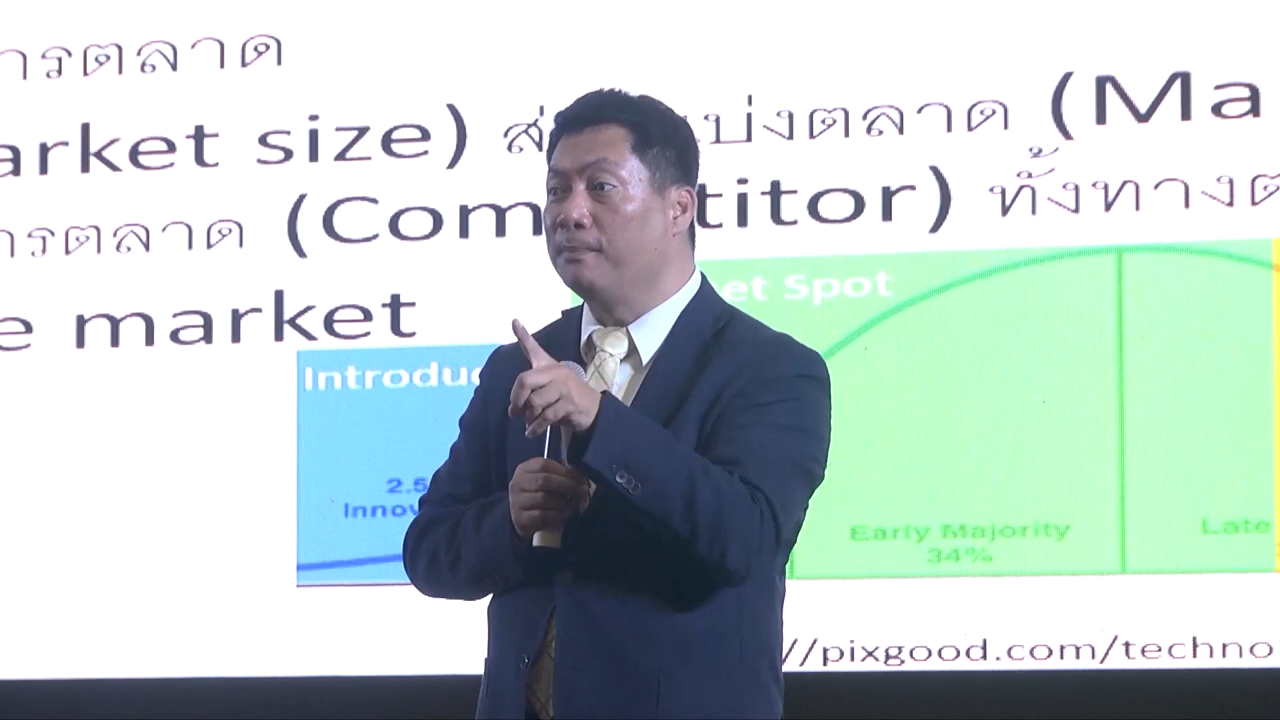 ารตลาด
arket size) ส่ แบ่งตลาด (Ma
ารตลาด (Com titor) ทั้งทางต
e market
et Spot
Introduc
2.5
Innov
Early Majority
34%
Late
//pixgood.com/techno